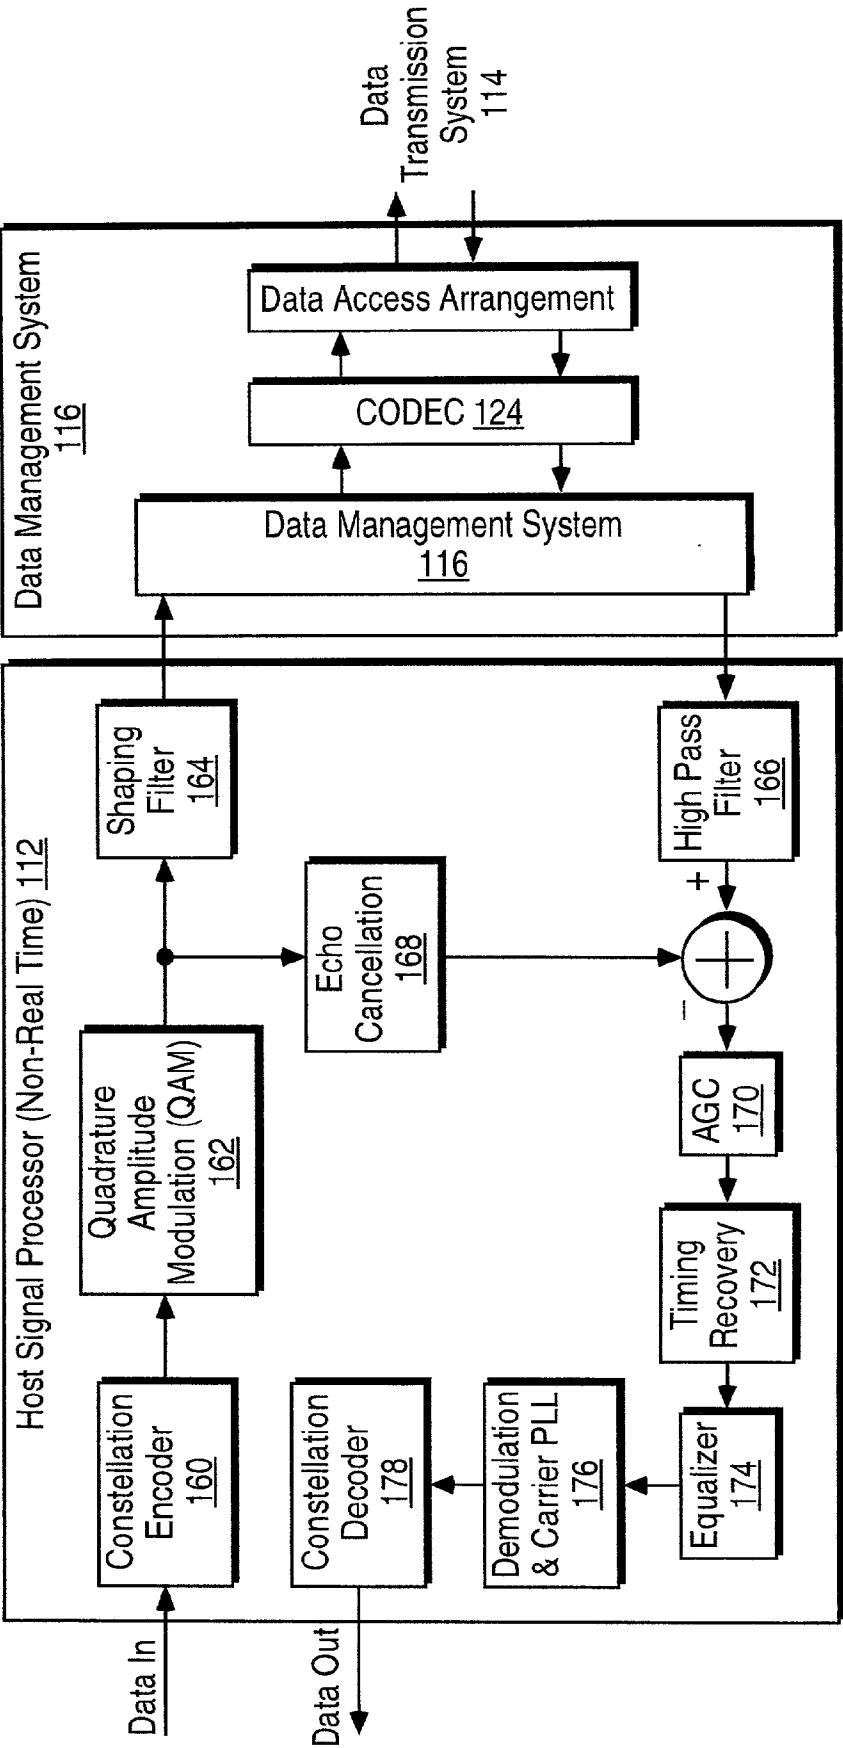 Host Signal Processor (Non-Real Time) 112
Data In
Constellation
Encoder
160
Quadrature
Amplitude
Modulation (QAM)
162
Shaping
Filter
164
Echo
Cancellation
168
Data Out
Constellation
Decoder
178
Demodulation
& Carrier PLL
176
Equalizer
174
Timing
Recovery
172
AGC
170
−
+
High Pass
Filter
166
Data Management System
116
Data Management System
116
CODEC 124
Data Access Arrangement
Data
Transmission
System
114